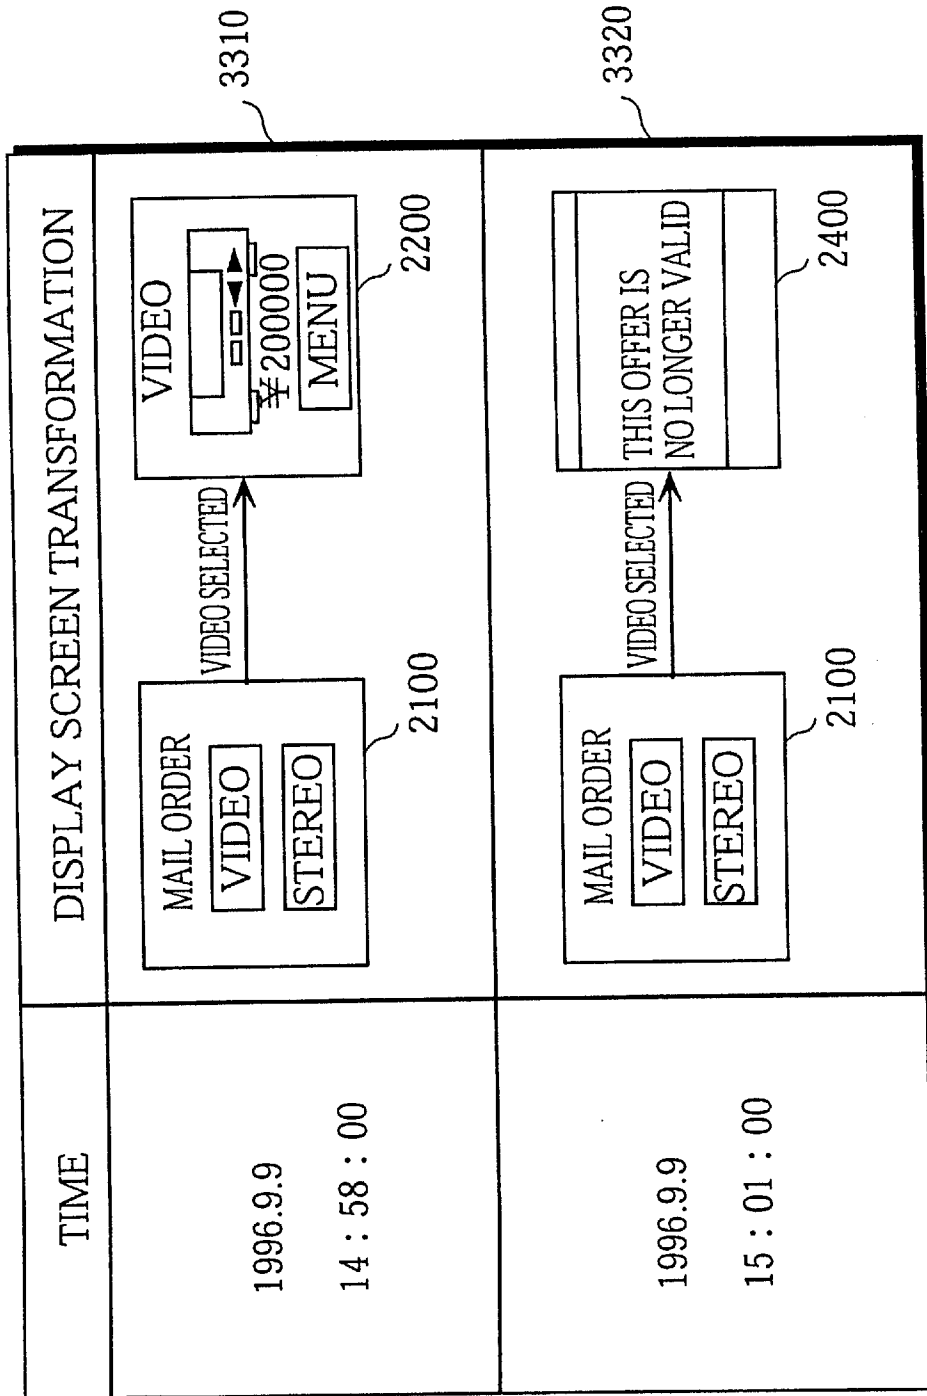 TIME
DISPLAY SCREEN TRANSFORMATION
1996.9.9
14 : 58 : 00
MAIL ORDER
VIDEO
STEREO
2100
VIDEO SELECTED
VIDEO
¥200000
MENU
2200
3310
1996.9.9
15 : 01 : 00
MAIL ORDER
VIDEO
STEREO
2100
VIDEO SELECTED
THIS OFFER IS
NO LONGER VALID
2400
3320